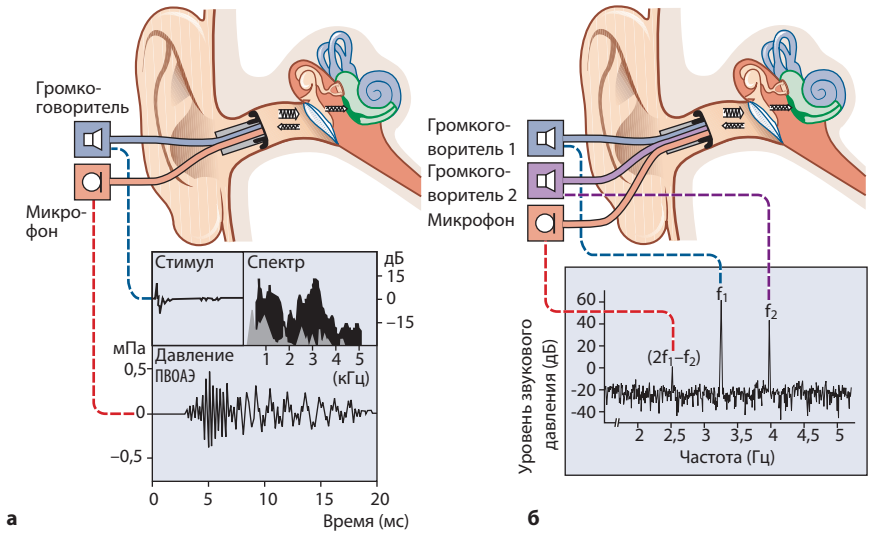 Громко-
говоритель
Микро-
фон
Стимул
Спектр
дБ
15
0
–15
1 2 3 4 5
(кГц)
мПа
Давление
ПВОАЭ
0,5
0
–0,5
0 5 10 15 20
Время (мс)
а
Громкого-
воритель 1
Громкого-
воритель 2
Микрофон
Уровень звукового
давления (дБ)
60
40
20
0
–20
–40
f1
f2
(2f1–f2)
2 2,5 3 3,5 4 4,5 5
Частота (Гц)
б